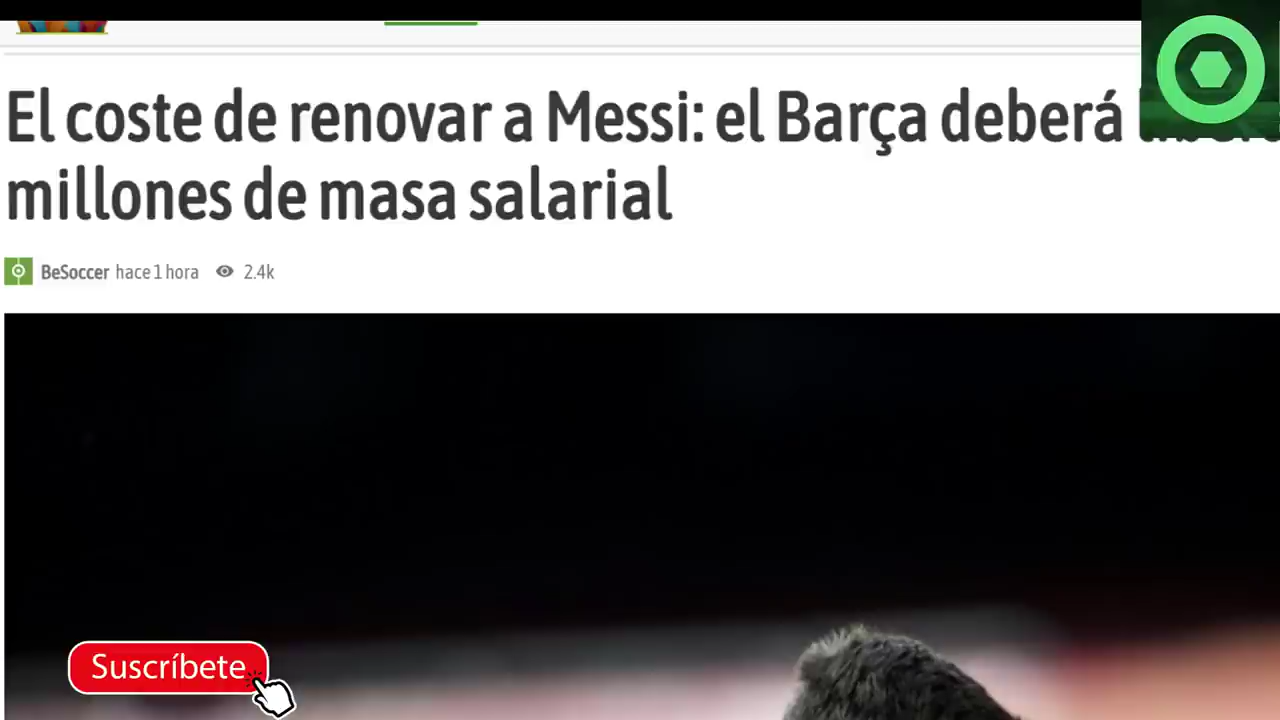 El coste de renovar a Messi: el Barça deberá
millones de masa salarial
BeSoccer hace 1 hora 2.4k
Suscríbete